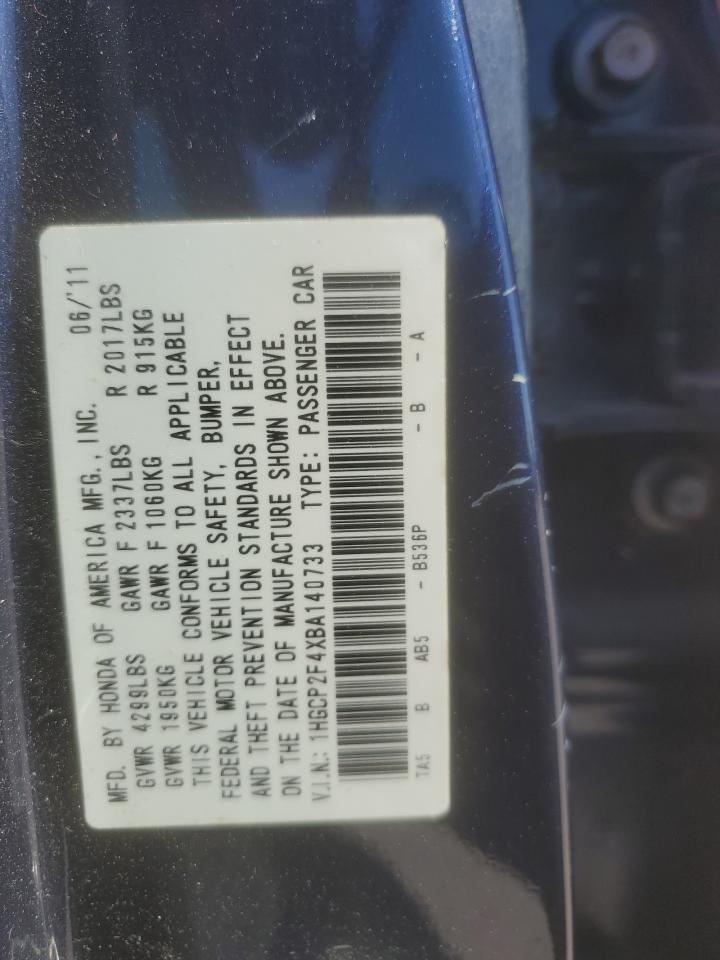 MFD. BY HONDA OF AMERICA MFG., INC. 06/'11
GVWR 4299LBS GAWR F 2337LBS R 2017LBS
GVWR 1950KG GAWR F 1060KG R 915KG
THIS VEHICLE CONFORMS TO ALL APPLICABLE
FEDERAL MOTOR VEHICLE SAFETY, BUMPER,
AND THEFT PREVENTION STANDARDS IN EFFECT
ON THE DATE OF MANUFACTURE SHOWN ABOVE.
V.I.N.: 1HGCP2F4XBA140733 TYPE: PASSENGER CAR
TA5 B AB5 - B536P - B - A